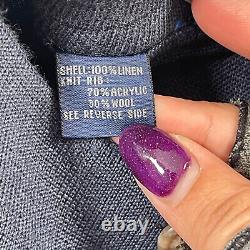 SHELL:100%LINEN
KNIT RIB:
70%ACRYLIC
30%WOOL
SEE REVERSE SIDE
ebay